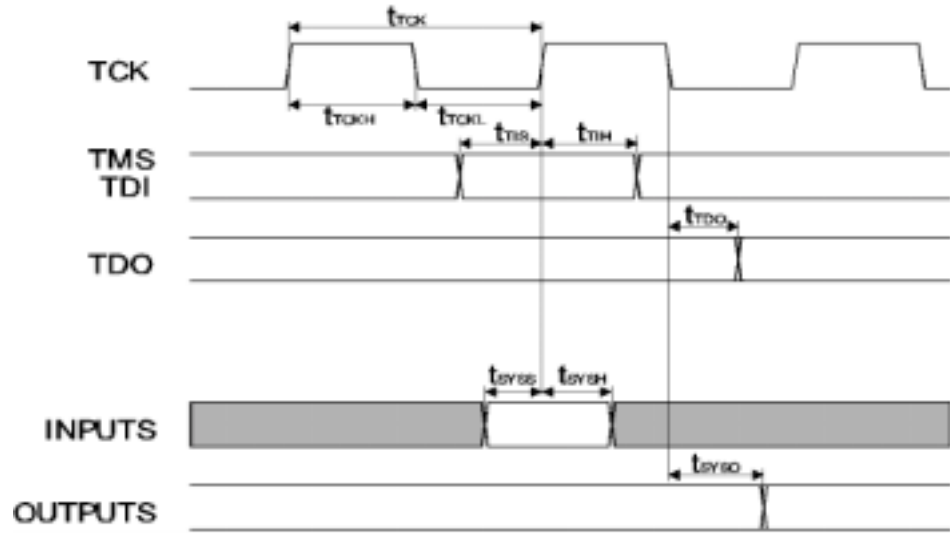 tTCK
TCK
tTCKH tTCKL
tTIS tTIH
TMS
TDI
tTDO
TDO
tSYSS tSYSH
INPUTS
tSYSO
OUTPUTS